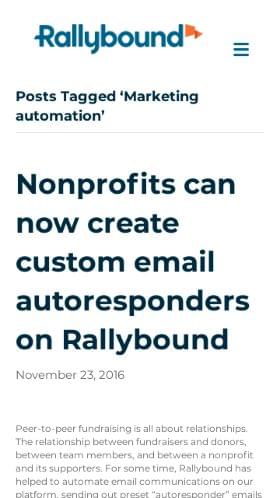 Rallybound
Posts Tagged ‘Marketing
automation’
Nonprofits can
now create
custom email
autoresponders
on Rallybound
November 23, 2016
Peer-to-peer fundraising is all about relationships.
The relationship between fundraisers and donors,
between team members, and between a nonprofit
and its supporters. For some time, Rallybound has
helped to automate email communications on our
platform, sending out preset “autoresponder” emails